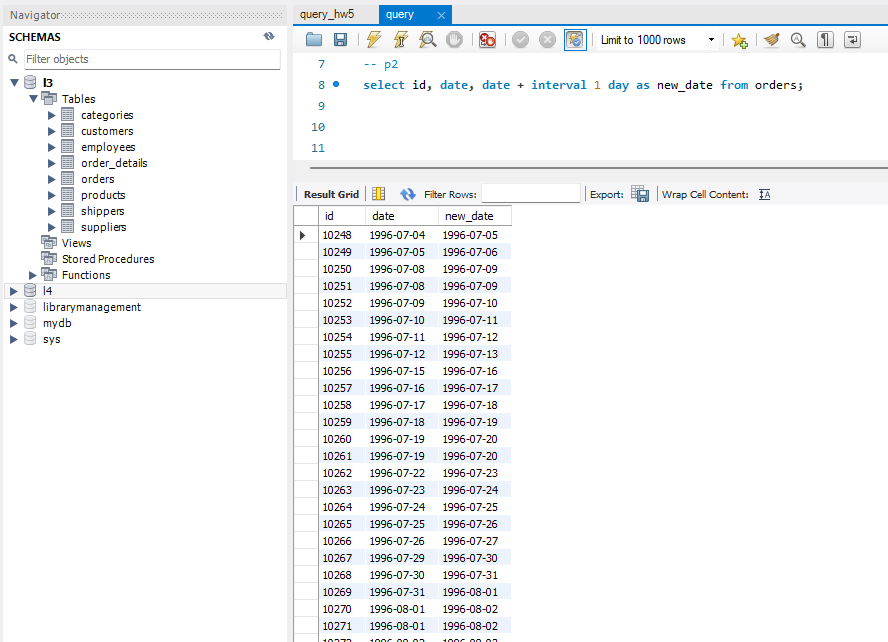 Navigator
SCHEMAS
Filter objects
l3
Tables
categories
customers
employees
order_details
orders
products
shippers
suppliers
Views
Stored Procedures
Functions
l4
librarymanagement
mydb
sys
query_hw5 query
Limit to 1000 rows
7 -- p2
8 select id, date, date + interval 1 day as new_date from orders;
9
10
11
Result Grid Filter Rows: Export: Wrap Cell Content:
id date new_date
10248 1996-07-04 1996-07-05
10249 1996-07-05 1996-07-06
10250 1996-07-08 1996-07-09
10251 1996-07-08 1996-07-09
10252 1996-07-09 1996-07-10
10253 1996-07-10 1996-07-11
10254 1996-07-11 1996-07-12
10255 1996-07-12 1996-07-13
10256 1996-07-15 1996-07-16
10257 1996-07-16 1996-07-17
10258 1996-07-17 1996-07-18
10259 1996-07-18 1996-07-19
10260 1996-07-19 1996-07-20
10261 1996-07-19 1996-07-20
10262 1996-07-22 1996-07-23
10263 1996-07-23 1996-07-24
10264 1996-07-24 1996-07-25
10265 1996-07-25 1996-07-26
10266 1996-07-26 1996-07-27
10267 1996-07-29 1996-07-30
10268 1996-07-30 1996-07-31
10269 1996-07-31 1996-08-01
10270 1996-08-01 1996-08-02
10271 1996-08-01 1996-08-02